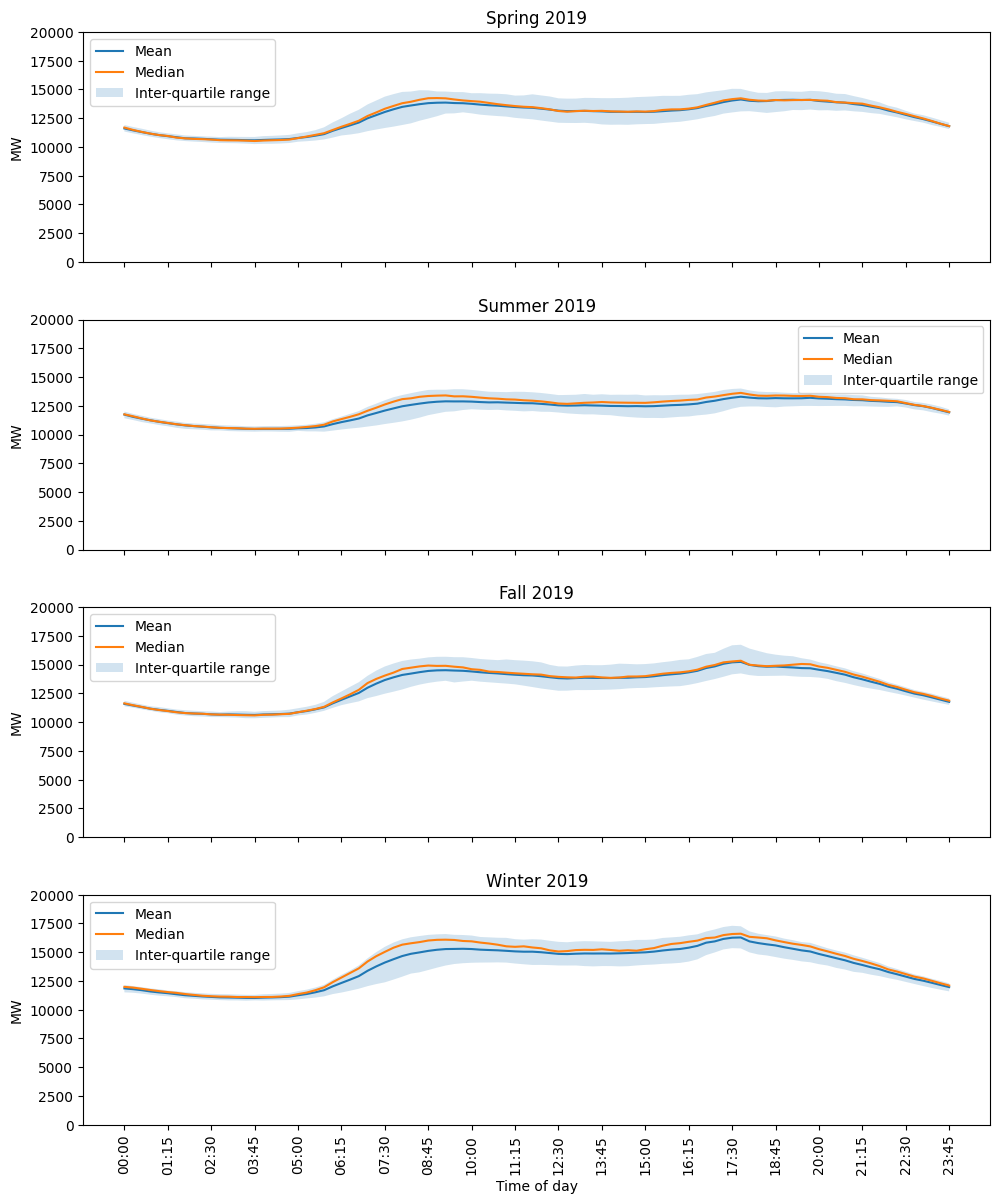 Spring 2019
20000
17500
15000
12500
10000
7500
5000
2500
0
MW
Mean
Median
Inter-quartile range
Summer 2019
20000
17500
15000
12500
10000
7500
5000
2500
0
MW
Mean
Median
Inter-quartile range
Fall 2019
20000
17500
15000
12500
10000
7500
5000
2500
0
MW
Mean
Median
Inter-quartile range
Winter 2019
20000
17500
15000
12500
10000
7500
5000
2500
0
MW
Mean
Median
Inter-quartile range
00:00
01:15
02:30
03:45
05:00
06:15
07:30
08:45
10:00
11:15
12:30
13:45
15:00
16:15
17:30
18:45
20:00
21:15
22:30
23:45
Time of day